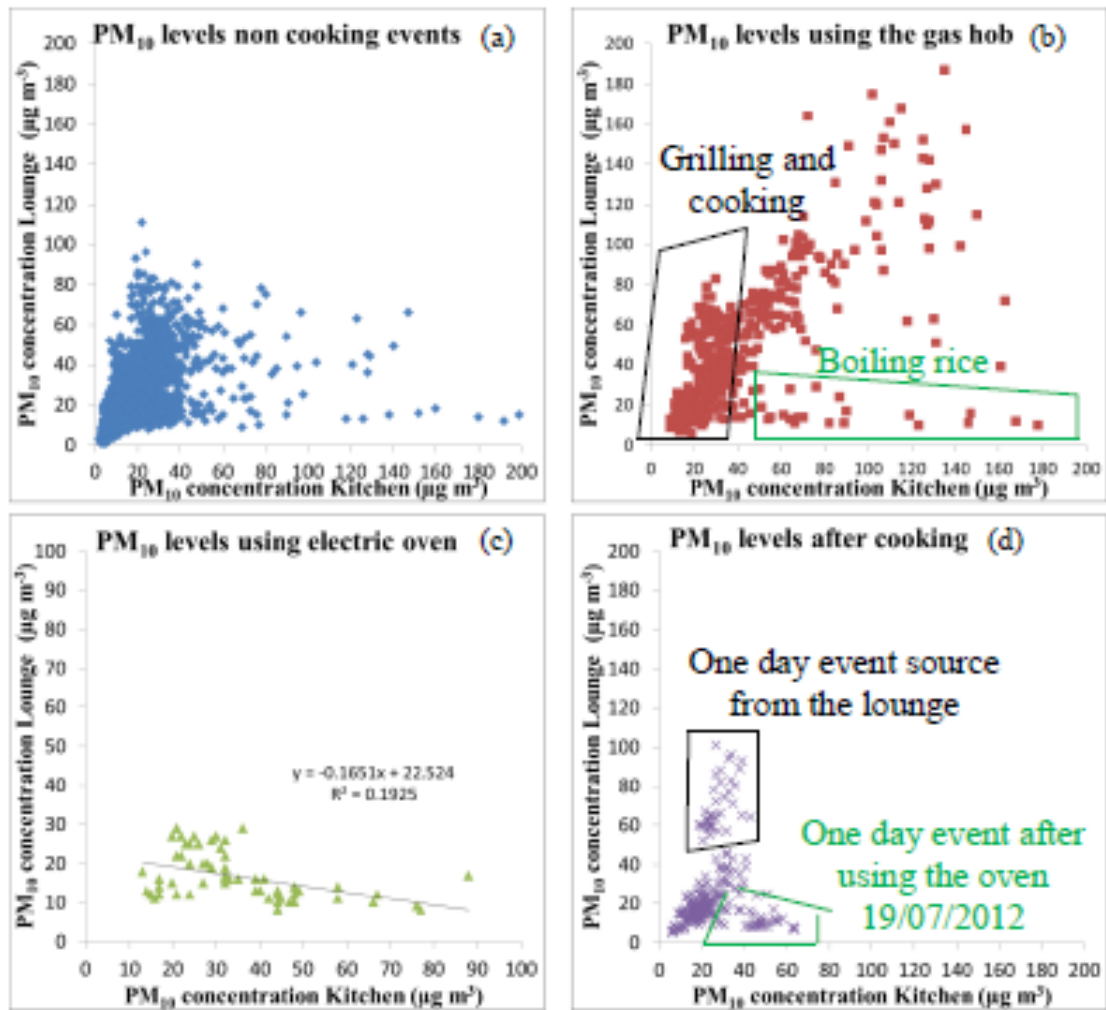 PM₁₀ levels non cooking events (a)
PM₁₀ concentration Lounge (µg m⁻³)
200
180
160
140
120
100
80
60
40
20
0
0 20 40 60 80 100 120 140 160 180 200
PM₁₀ concentration Kitchen (µg m³)
PM₁₀ levels using the gas hob (b)
PM₁₀ concentration Lounge (µg m⁻³)
200
180
160
140
120
100
80
60
40
20
0
Grilling and
cooking
Boiling rice
0 20 40 60 80 100 120 140 160 180 200
PM₁₀ concentration Kitchen (µg m³)
PM₁₀ levels using electric oven (c)
PM₁₀ concentration Lounge (µg m⁻³)
100
90
80
70
60
50
40
30
20
10
0
y = -0.1651x + 22.524
R² = 0.1925
0 10 20 30 40 50 60 70 80 90 100
PM₁₀ concentration Kitchen (µg m³)
PM₁₀ levels after cooking (d)
PM₁₀ concentration Lounge (µg m⁻³)
200
180
160
140
120
100
80
60
40
20
0
One day event source
from the lounge
One day event after
using the oven
19/07/2012
0 20 40 60 80 100 120 140 160 180 200
PM₁₀ concentration Kitchen (µg m³)